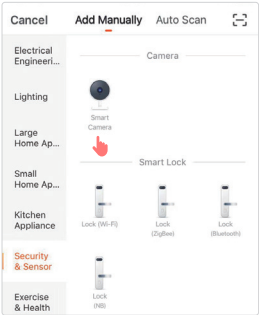 Cancel
Add Manually
Auto Scan
Electrical
Engineeri...
Lighting
Large
Home Ap...
Small
Home Ap...
Kitchen
Appliance
Security
& Sensor
Exercise
& Health
Camera
Smart
Camera
Smart Lock
Lock (Wi-Fi)
Lock
(ZigBee)
Lock
(Bluetooth)
Lock
(NB)